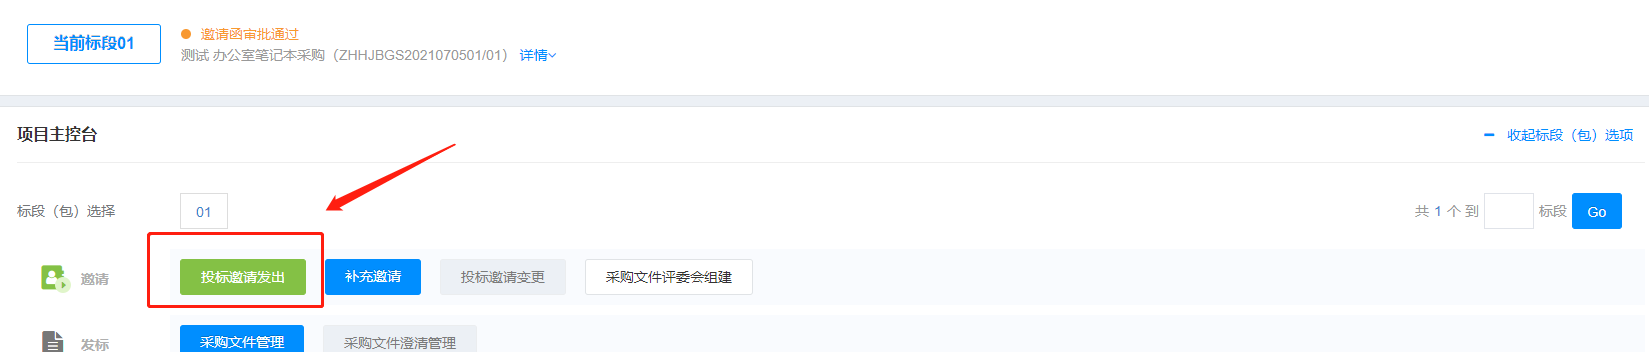 当前标段01
邀请函审批通过
测试 办公室笔记本采购（ZHHJBGS2021070501/01） 详情
项目主控台
收起标段（包）选项
标段（包）选择 01 共 1 个 到 标段 Go
邀请 投标邀请发出 补充邀请 投标邀请变更 采购文件评委会组建
发标 采购文件管理 采购文件澄清管理